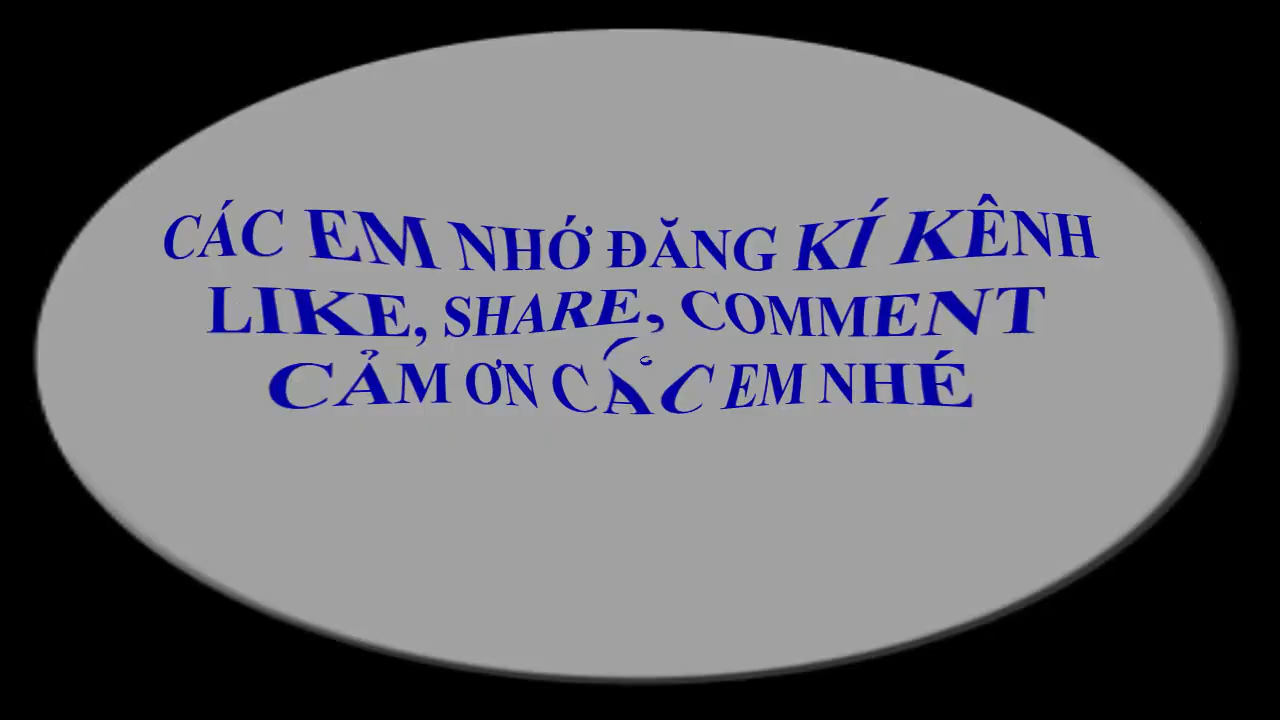 CÁC EM NHỚ ĐĂNG KÍ KÊNH
LIKE, SHARE, COMMENT
CẢM ƠN CÁC EM NHÉ